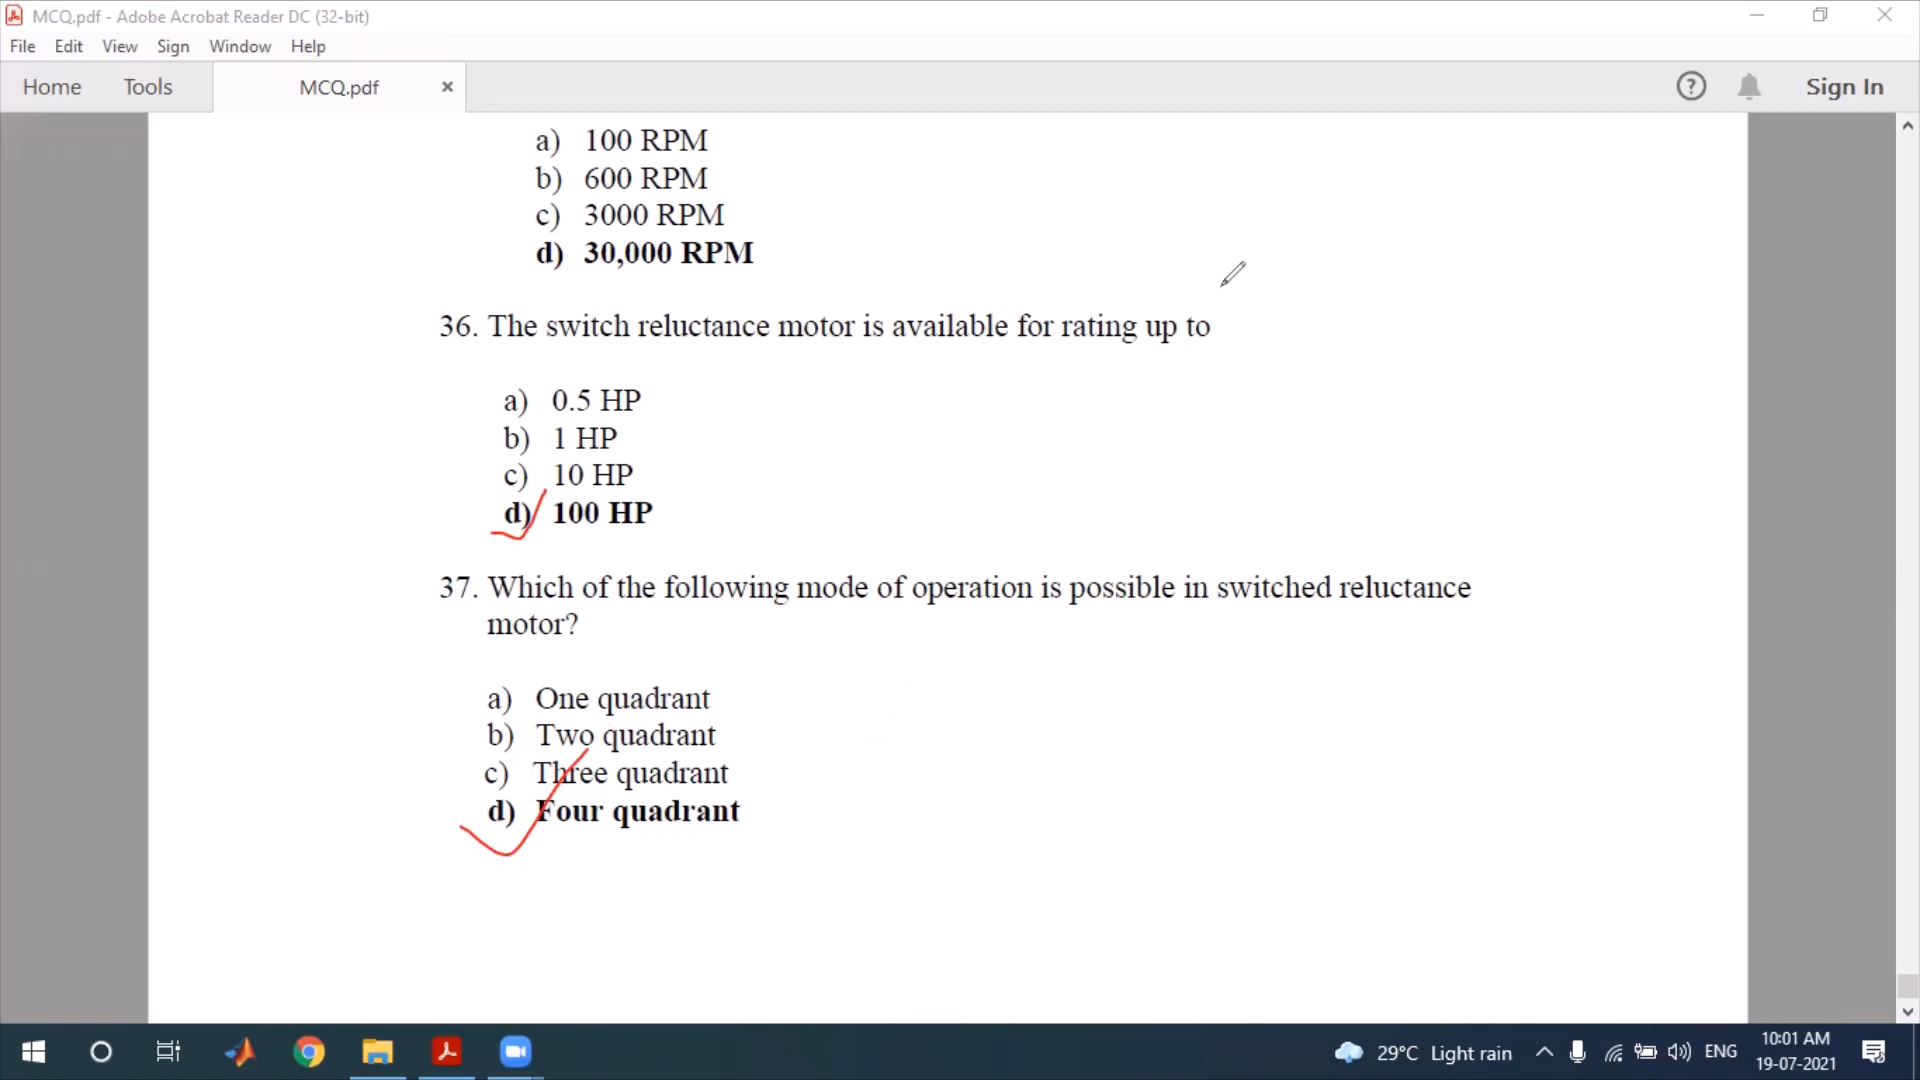 MCQ.pdf - Adobe Acrobat Reader DC (32-bit)
File Edit View Sign Window Help
Home Tools MCQ.pdf × Sign In
a) 100 RPM
b) 600 RPM
c) 3000 RPM
d) 30,000 RPM
36. The switch reluctance motor is available for rating up to
a) 0.5 HP
b) 1 HP
c) 10 HP
d) 100 HP
37. Which of the following mode of operation is possible in switched reluctance
motor?
a) One quadrant
b) Two quadrant
c) Three quadrant
d) Four quadrant
29°C Light rain ENG 10:01 AM
19-07-2021